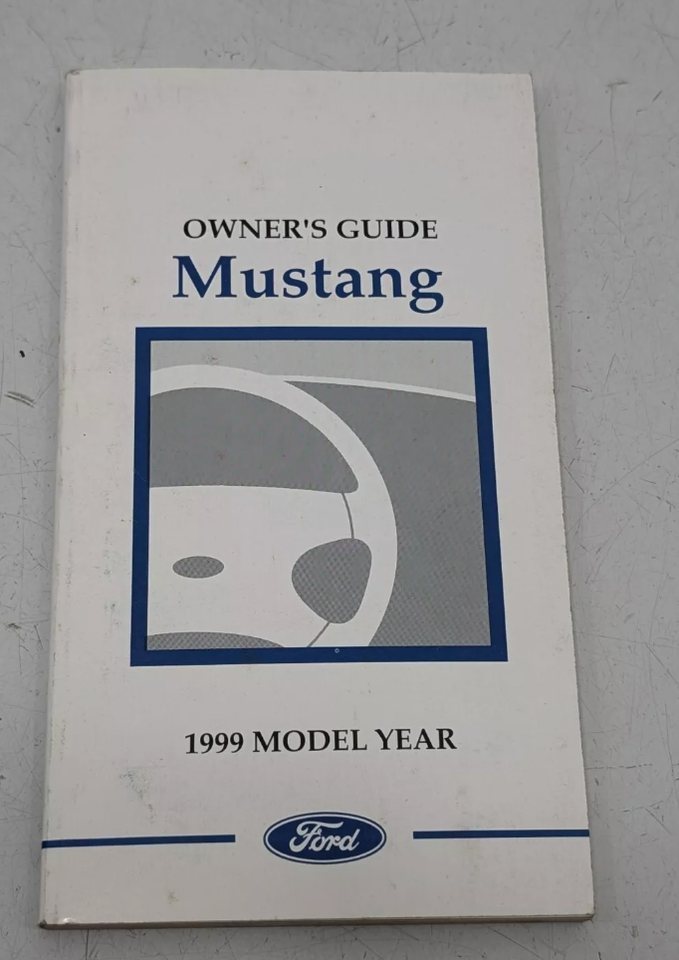 OWNER'S GUIDE
Mustang
1999 MODEL YEAR
Ford